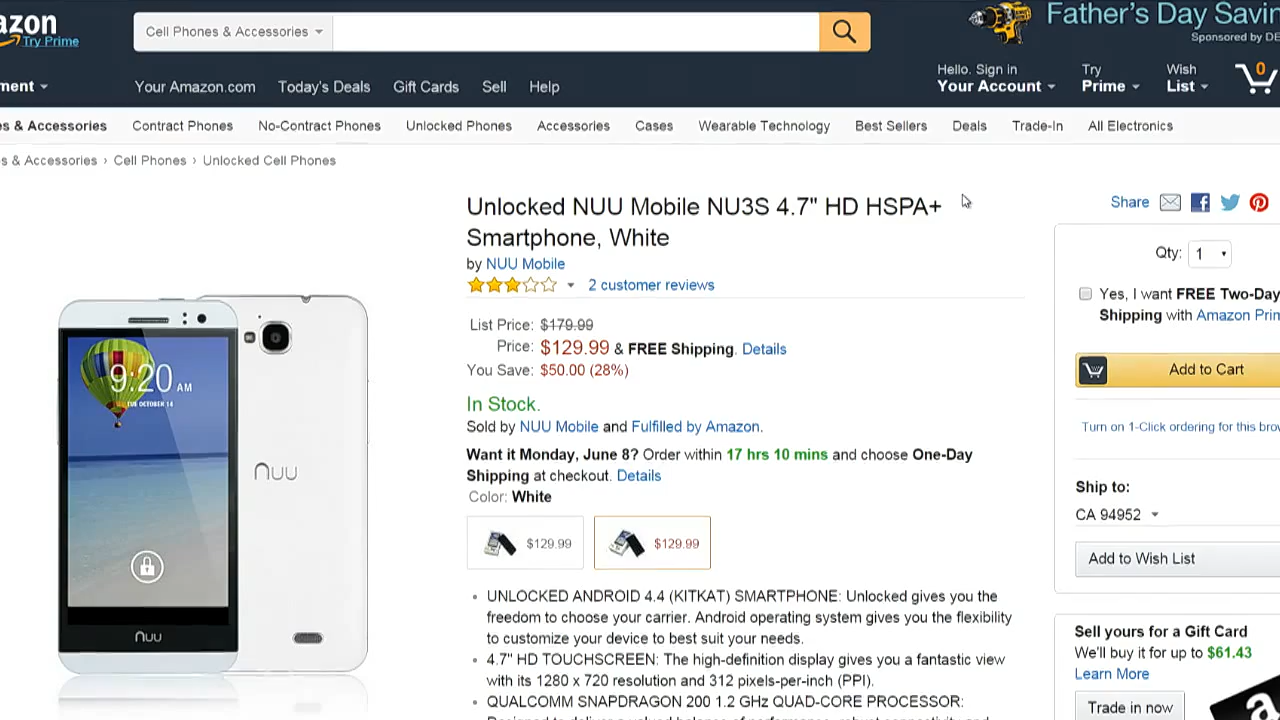 azon
Try Prime
Cell Phones & Accessories
Father's Day Savin
Sponsored by DE
ment
Your Amazon.com
Today's Deals
Gift Cards
Sell
Help
Hello. Sign in
Your Account
Try
Prime
Wish
List
0
s & Accessories
Contract Phones
No-Contract Phones
Unlocked Phones
Accessories
Cases
Wearable Technology
Best Sellers
Deals
Trade-In
All Electronics
s & Accessories › Cell Phones › Unlocked Cell Phones
Unlocked NUU Mobile NU3S 4.7" HD HSPA+
Smartphone, White
by NUU Mobile
2 customer reviews
List Price: $179.99
Price: $129.99 & FREE Shipping. Details
You Save: $50.00 (28%)
In Stock.
Sold by NUU Mobile and Fulfilled by Amazon.
Want it Monday, June 8? Order within 17 hrs 10 mins and choose One-Day
Shipping at checkout. Details
Color: White
$129.99
$129.99
• UNLOCKED ANDROID 4.4 (KITKAT) SMARTPHONE: Unlocked gives you the
freedom to choose your carrier. Android operating system gives you the flexibility
to customize your device to best suit your needs.
• 4.7" HD TOUCHSCREEN: The high-definition display gives you a fantastic view
with its 1280 x 720 resolution and 312 pixels-per-inch (PPI).
• QUALCOMM SNAPDRAGON 200 1.2 GHz QUAD-CORE PROCESSOR:
9:20 AM
TUE OCTOBER 14
nuu
nuu
Share
Qty: 1
Yes, I want FREE Two-Day
Shipping with Amazon Prim
Add to Cart
Turn on 1-Click ordering for this brow
Ship to:
CA 94952
Add to Wish List
Sell yours for a Gift Card
We'll buy it for up to $61.43
Learn More
Trade in now
a